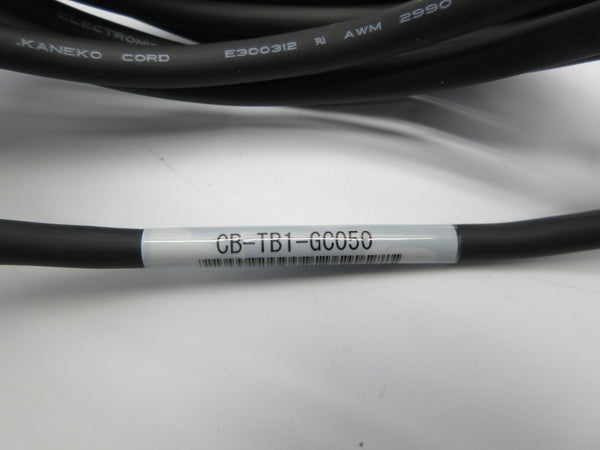 ELECTRONIC
.KANEKO CORD E300312 AWM 2990
CB-TB1-GC050